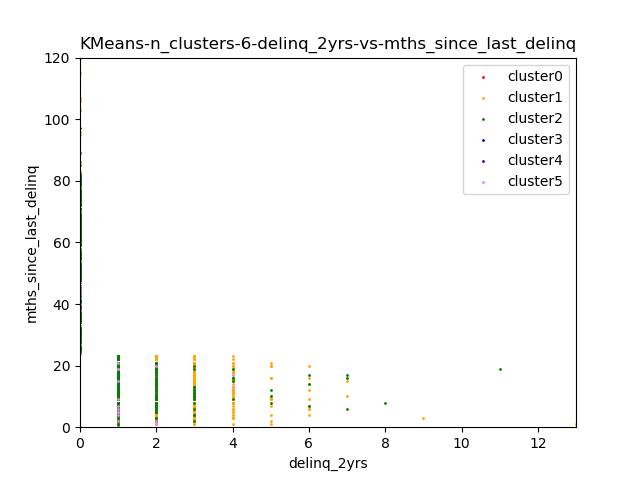 KMeans-n_clusters-6-delinq_2yrs-vs-mths_since_last_delinq
120
100
80
60
40
20
0
mths_since_last_delinq
cluster0
cluster1
cluster2
cluster3
cluster4
cluster5
0 2 4 6 8 10 12
delinq_2yrs